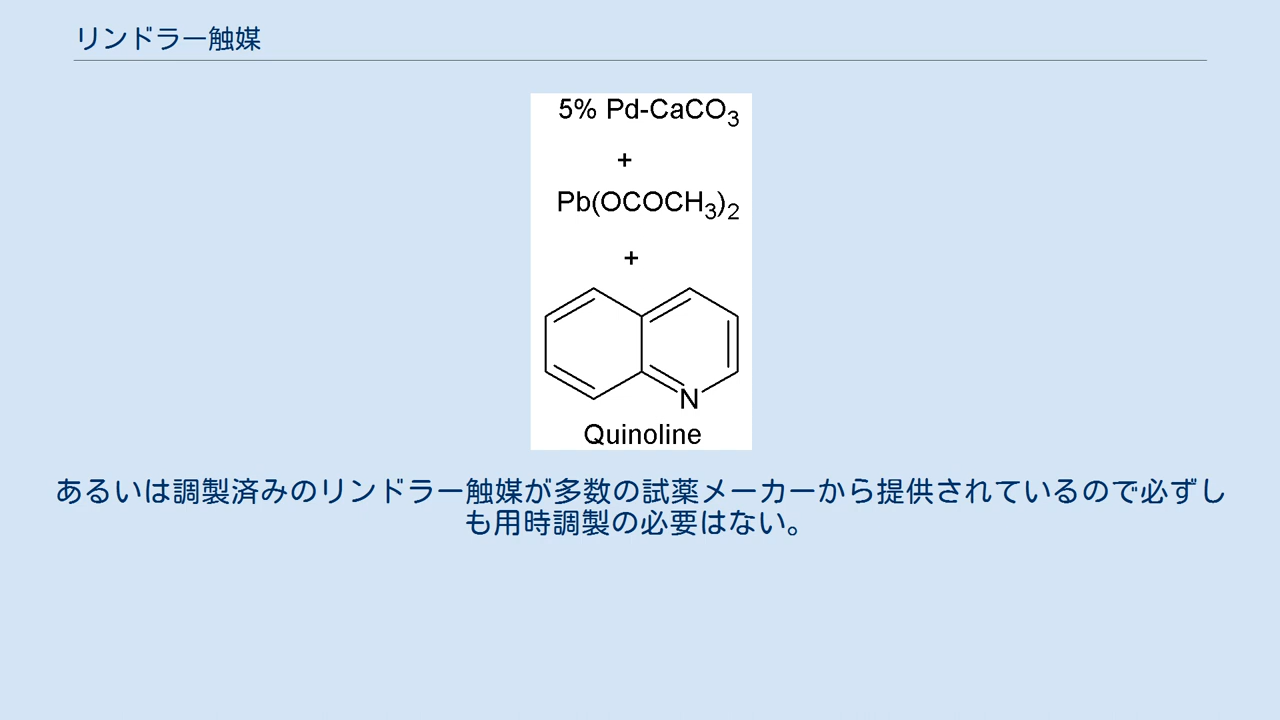 リンドラー触媒
5% Pd-CaCO₃
+
Pb(OCOCH₃)₂
+
N
Quinoline
あるいは調製済みのリンドラー触媒が多数の試薬メーカーから提供されているので必ずし
も用時調製の必要はない。